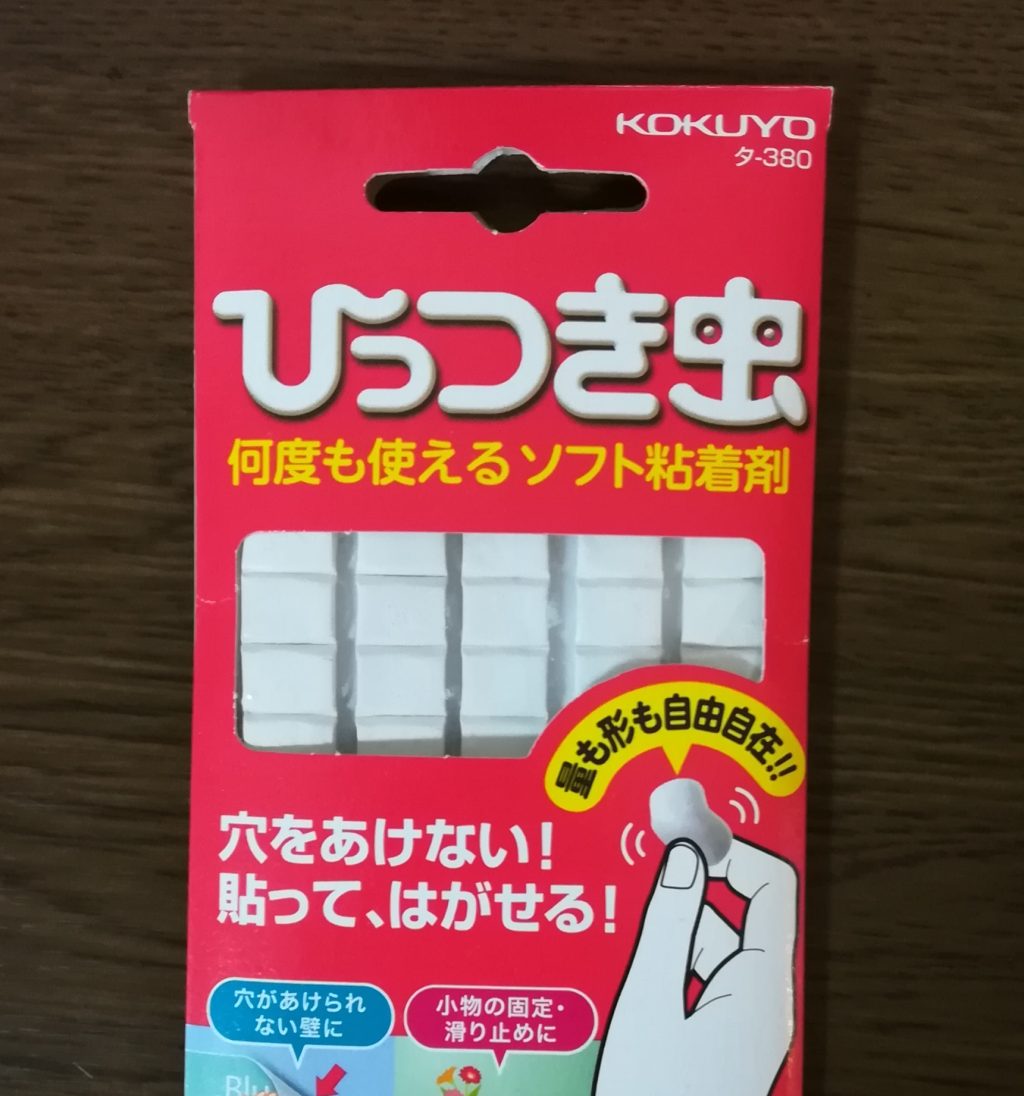 KOKUYO
タ-380
ひっつき虫
何度も使えるソフト粘着剤
量も形も自由自在!!
穴をあけない!
貼って、はがせる!
穴があけられ
ない壁に
小物の固定・
滑り止めに